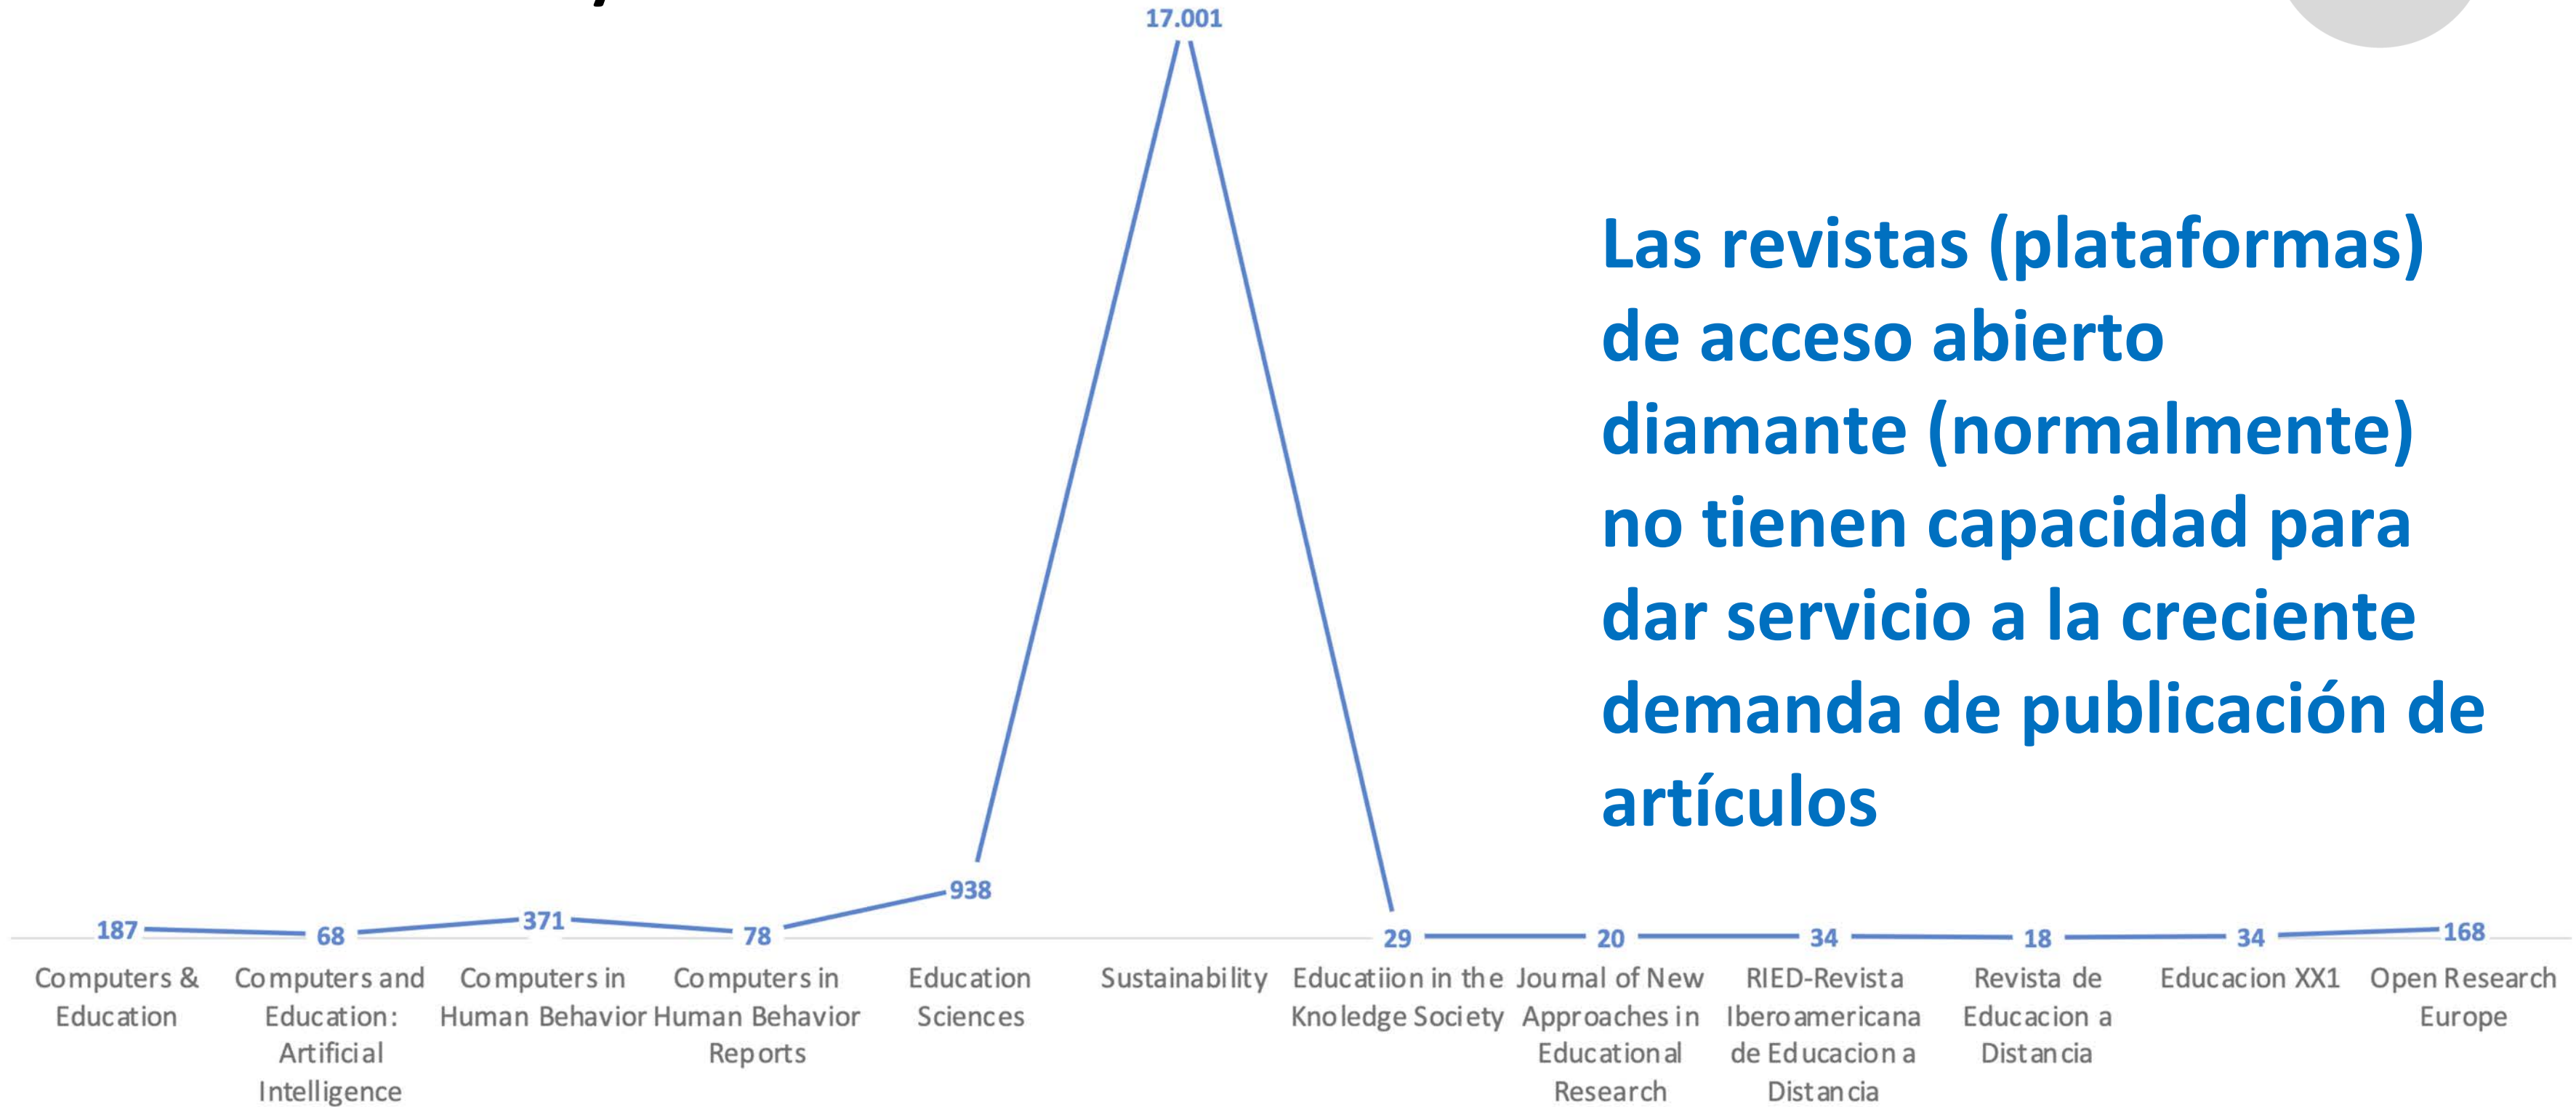 17.001
Las revistas (plataformas)
de acceso abierto
diamante (normalmente)
no tienen capacidad para
dar servicio a la creciente
demanda de publicación de
artículos
187
68
371
78
938
29
20
34
18
34
168
Computers &
Education
Computers and
Education:
Artificial
Intelligence
Computers in
Human Behavior
Computers in
Human Behavior
Reports
Education
Sciences
Sustainability
Educatiion in the
Knoledge Society
Journal of New
Approaches in
Educational
Research
RIED-Revista
Iberoamericana
de Educacion a
Distancia
Revista de
Educacion a
Distancia
Educacion XX1
Open Research
Europe